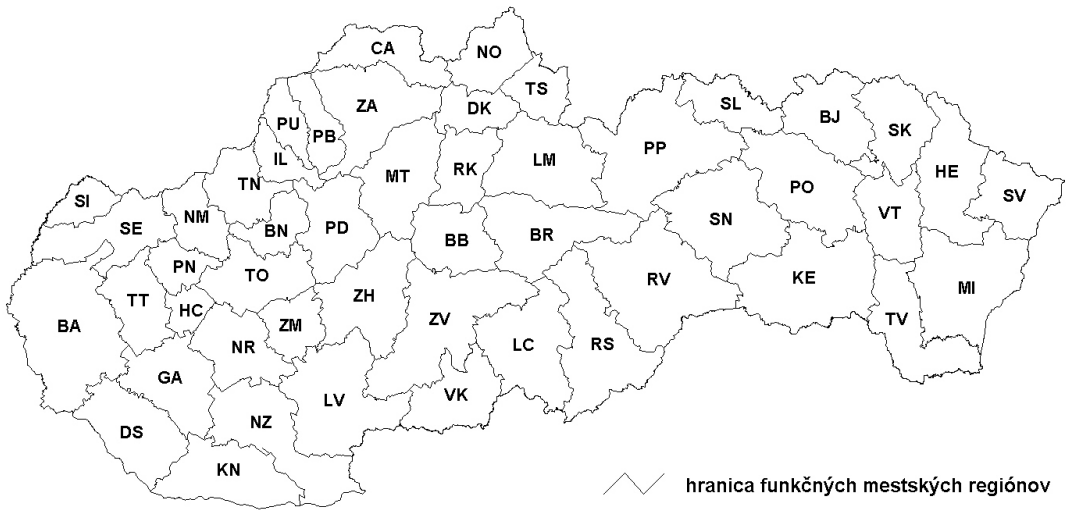 CA
NO
TS
ZA
DK
SL
BJ
SK
PU
PB
IL
MT
RK
LM
PP
HE
SV
TN
SI
NM
SE
BN
PD
BB
BR
SN
PO
VT
PN
TO
ZH
RV
KE
MI
TT
HC
ZM
ZV
BA
NR
LC
RS
TV
GA
LV
VK
DS
NZ
KN
hranica funkčných mestských regiónov